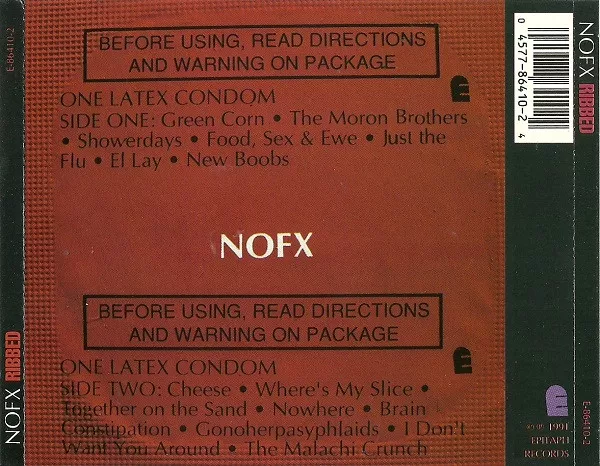 E-86410-2
NOFX RIBBED
BEFORE USING, READ DIRECTIONS
AND WARNING ON PACKAGE
ONE LATEX CONDOM
SIDE ONE: Green Corn • The Moron Brothers
• Showerdays • Food, Sex & Ewe • Just the
Flu • El Lay • New Boobs
NOFX
BEFORE USING, READ DIRECTIONS
AND WARNING ON PACKAGE
ONE LATEX CONDOM
SIDE TWO: Cheese • Where's My Slice •
Together on the Sand • Nowhere • Brain
Constipation • Gonoherpasyphlaids • I Don't
Want You Around • The Malachi Crunch
0 4577-86410-2 4
1991
EPITAPH
RECORDS
NOFX RIBBED
E-86410-2